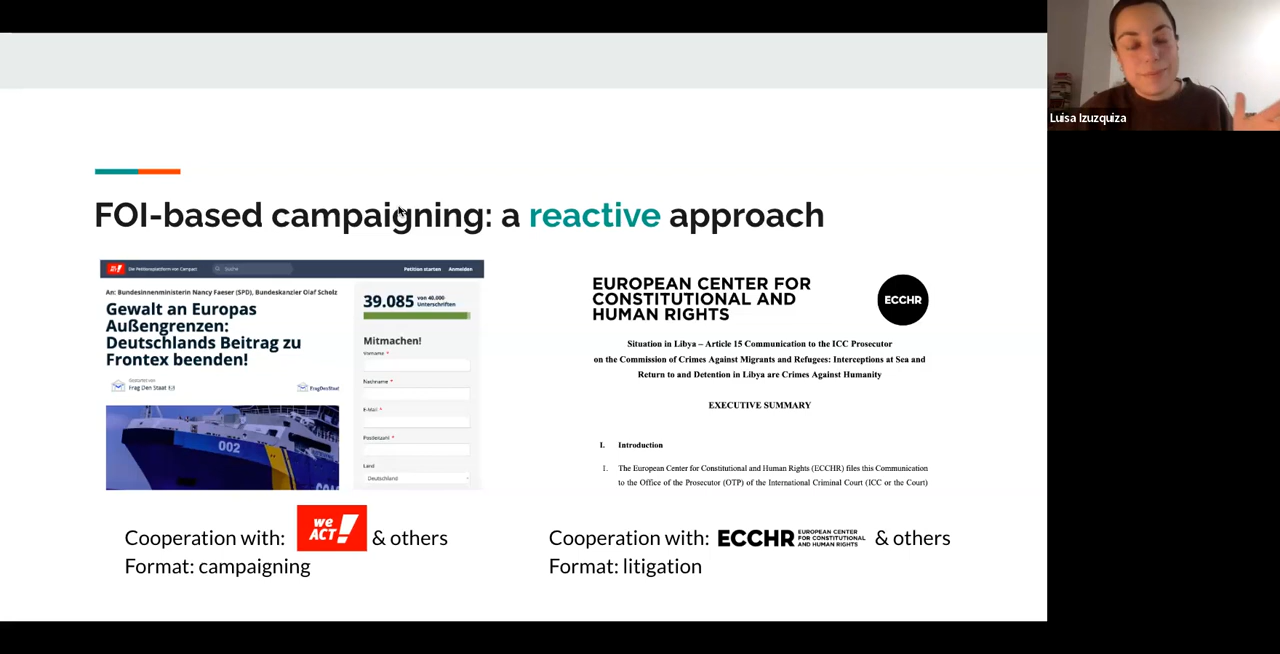 Luisa Izuzquiza
FOI-based campaigning: a reactive approach
WE ACT! Die Petitionsplattform von Campact
Suche
Petition starten Anmelden
An: Bundesinnenministerin Nancy Faeser (SPD), Bundeskanzler Olaf Scholz
Gewalt an Europas
Außengrenzen:
Deutschlands Beitrag zu
Frontex beenden!
Gestartet von
Frag Den Staat
FragDenStaat
002
39.085 von 40.000
Unterschriften
Mitmachen!
Vorname *
Nachname *
E-Mail *
Postleitzahl *
Land
Deutschland
EUROPEAN CENTER FOR
CONSTITUTIONAL AND
HUMAN RIGHTS
ECCHR
Situation in Libya – Article 15 Communication to the ICC Prosecutor
on the Commission of Crimes Against Migrants and Refugees: Interceptions at Sea and
Return to and Detention in Libya are Crimes Against Humanity
EXECUTIVE SUMMARY
I. Introduction
1. The European Center for Constitutional and Human Rights (ECCHR) files this Communication
to the Office of the Prosecutor (OTP) of the International Criminal Court (ICC or the Court)
Cooperation with: we ACT! & others
Format: campaigning
Cooperation with: ECCHR EUROPEAN CENTER
FOR CONSTITUTIONAL
AND HUMAN RIGHTS & others
Format: litigation